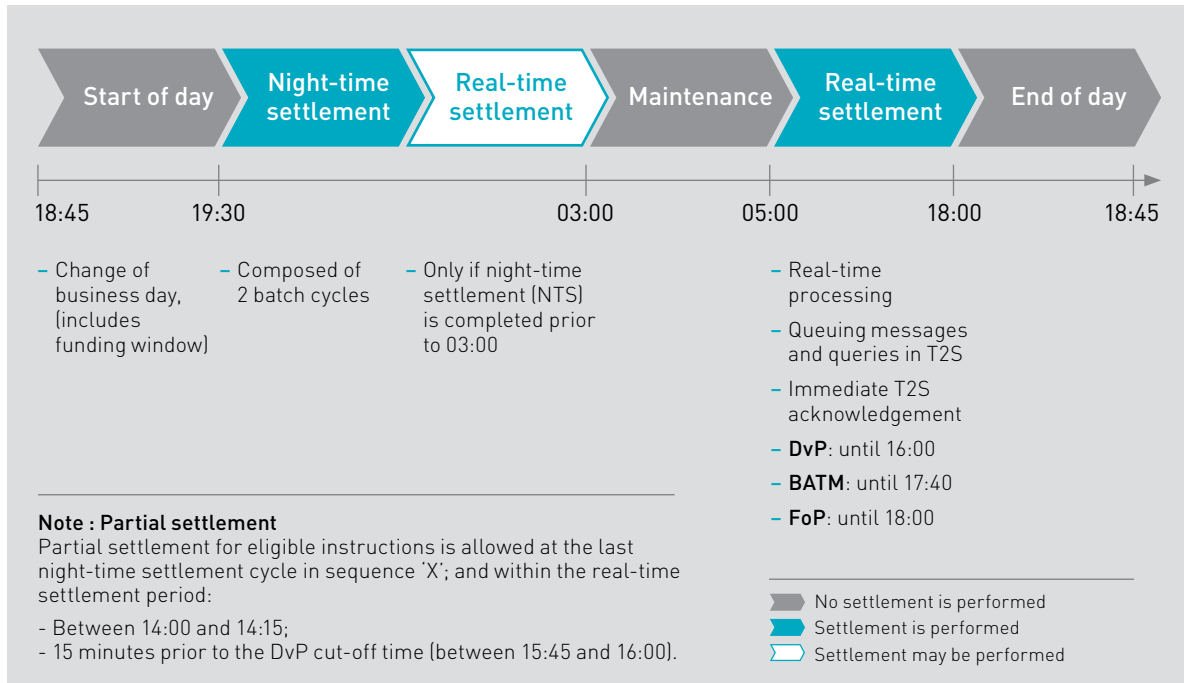 Start of day
Night-time
settlement
Real-time
settlement
Maintenance
Real-time
settlement
End of day
18:45
19:30
03:00
05:00
18:00
18:45
– Change of
business day,
(includes
funding window)
– Composed of
2 batch cycles
– Only if night-time
settlement (NTS)
is completed prior
to 03:00
– Real-time
processing
– Queuing messages
and queries in T2S
– Immediate T2S
acknowledgement
– DvP: until 16:00
– BATM: until 17:40
– FoP: until 18:00
Note : Partial settlement
Partial settlement for eligible instructions is allowed at the last
night-time settlement cycle in sequence ‘X’; and within the real-time
settlement period:
- Between 14:00 and 14:15;
- 15 minutes prior to the DvP cut-off time (between 15:45 and 16:00).
No settlement is performed
Settlement is performed
Settlement may be performed